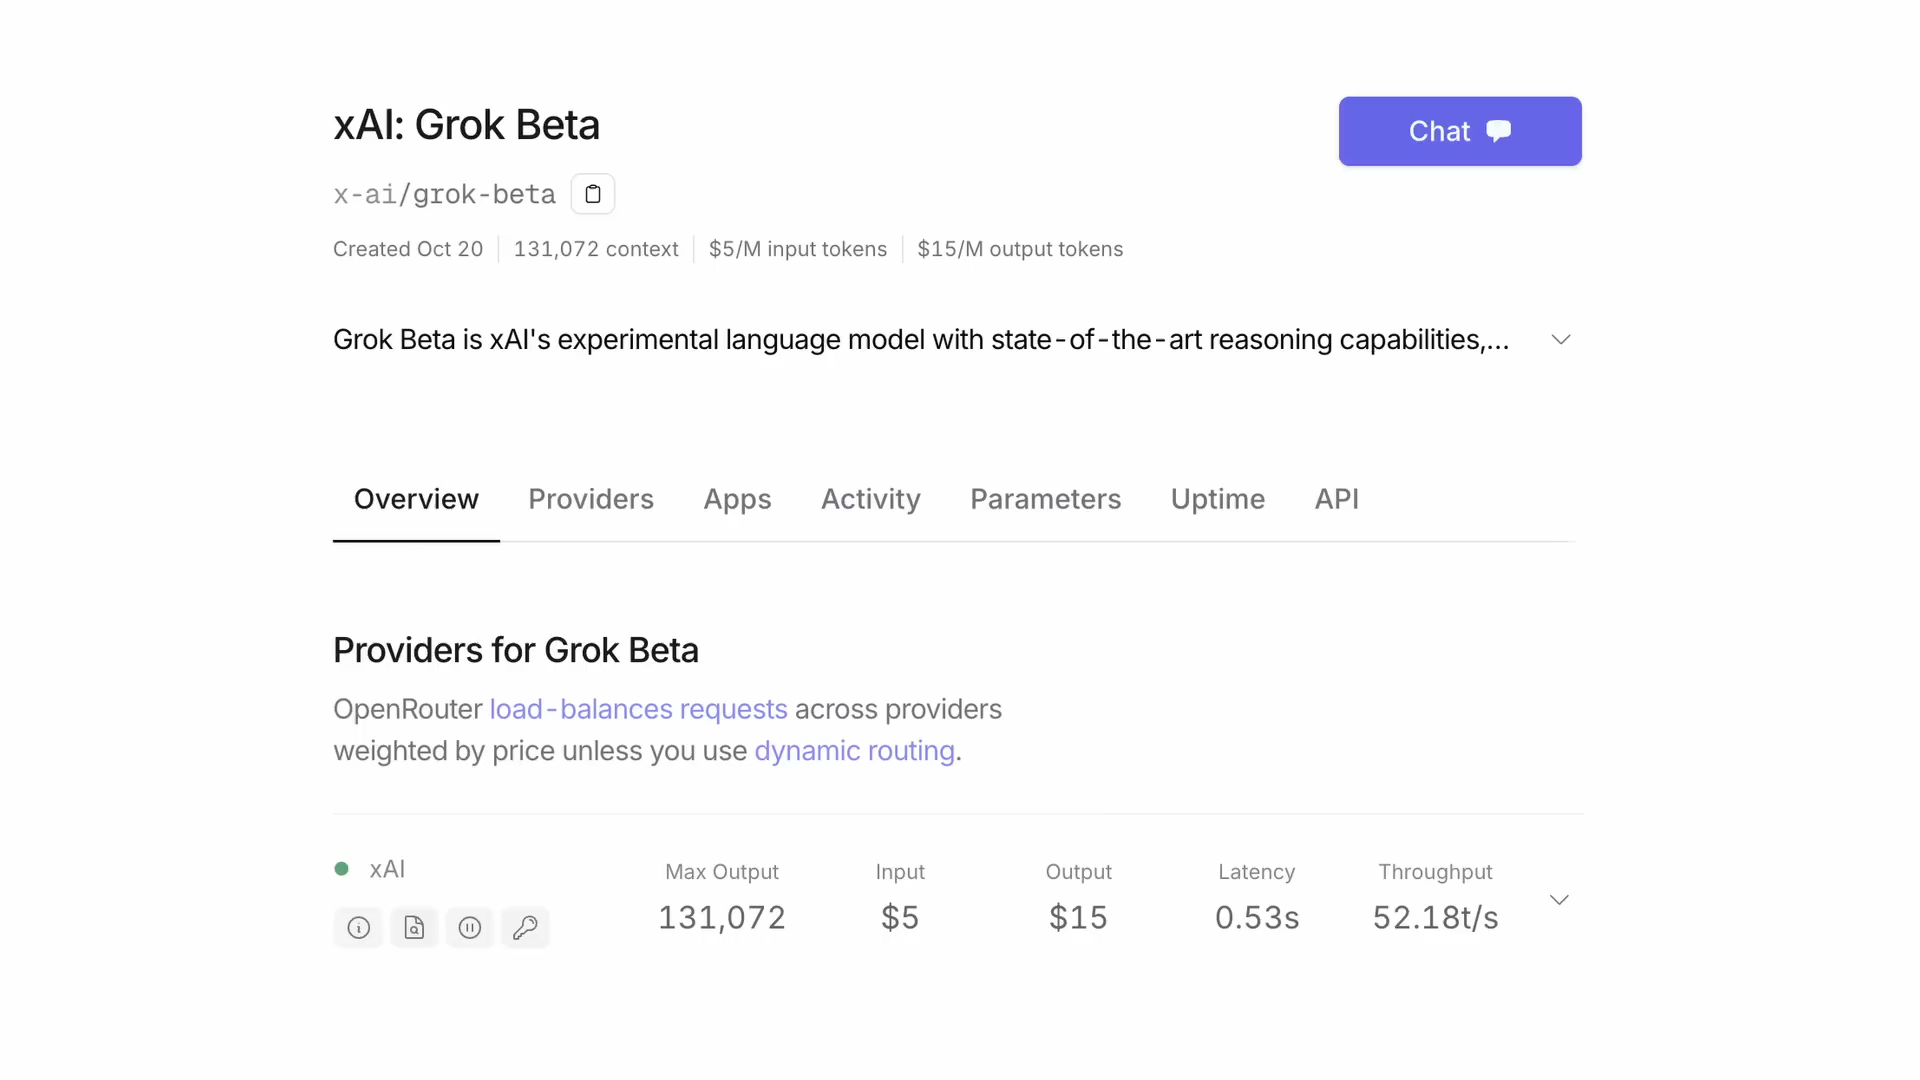 xAI: Grok Beta
Chat
x-ai/grok-beta
Created Oct 20 131,072 context $5/M input tokens $15/M output tokens
Grok Beta is xAI's experimental language model with state-of-the-art reasoning capabilities,...
Overview Providers Apps Activity Parameters Uptime API
Providers for Grok Beta
OpenRouter load-balances requests across providers
weighted by price unless you use dynamic routing.
xAI Max Output Input Output Latency Throughput
131,072 $5 $15 0.53s 52.18t/s